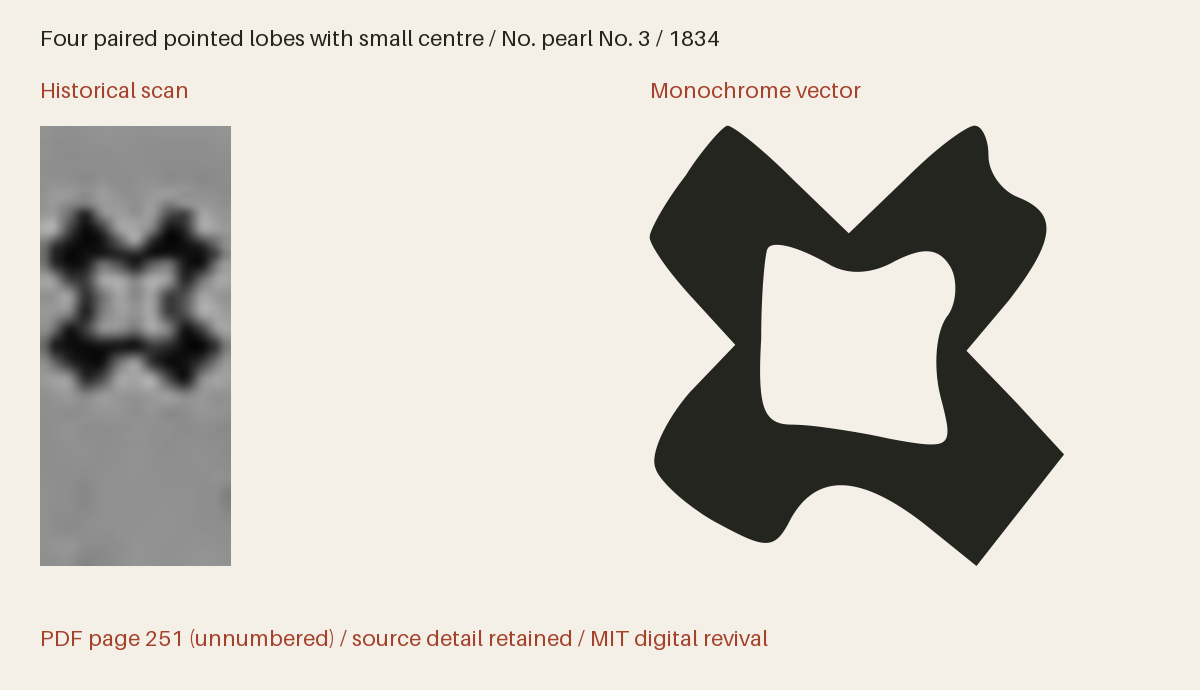 Four paired pointed lobes with small centre / No. pearl No. 3 / 1834
Historical scan
Monochrome vector
PDF page 251 (unnumbered) / source detail retained / MIT digital revival